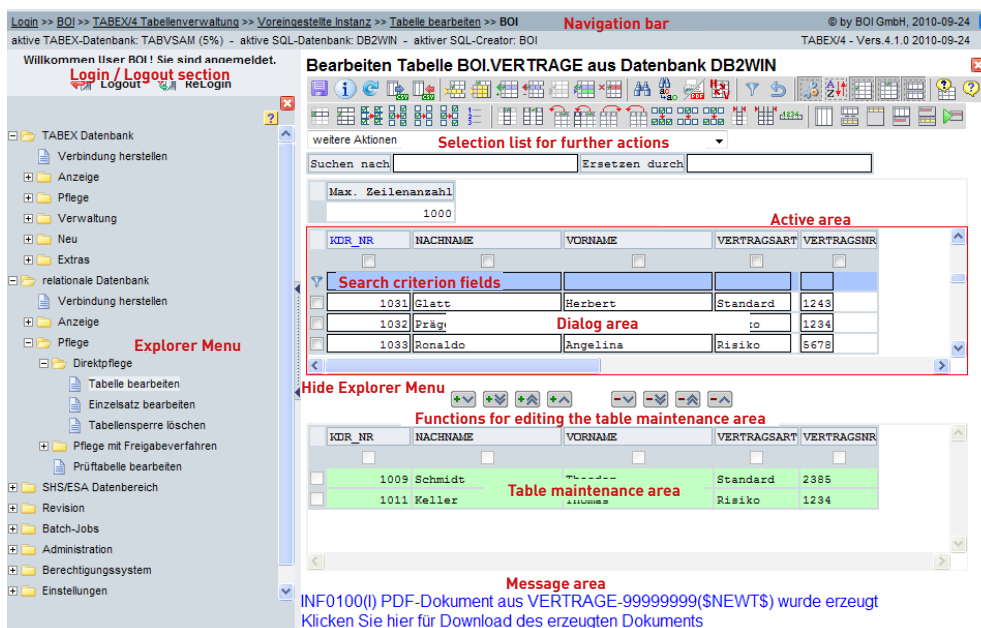 Login >> BOI >> TABEX/4 Tabellenverwaltung >> Voreingestellte Instanz >> Tabelle bearbeiten >> BOI
Navigation bar
© by BOI GmbH, 2010-09-24
aktive TABEX-Datenbank: TABVSAM (5%) - aktive SQL-Datenbank: DB2WIN - aktiver SQL-Creator: BOI
TABEX/4 - Vers.4.1.0 2010-09-24
Willkommen User BOI! Sie sind angemeldet.
Login / Logout section
Logout
ReLogin
TABEX Datenbank
Verbindung herstellen
Anzeige
Pflege
Verwaltung
Neu
Extras
relationale Datenbank
Verbindung herstellen
Anzeige
Pflege
Explorer Menu
Direktpflege
Tabelle bearbeiten
Einzelsatz bearbeiten
Tabellensperre löschen
Pflege mit Freigabeverfahren
Prüftabelle bearbeiten
SHS/ESA Datenbereich
Revision
Batch-Jobs
Administration
Berechtigungssystem
Einstellungen
Bearbeiten Tabelle BOI.VERTRAGE aus Datenbank DB2WIN
weitere Aktionen
Selection list for further actions
Suchen nach
Ersetzen durch
Max. Zeilenanzahl
1000
Active area
KDR_NR NACHNAME VORNAME VERTRAGSART VERTRAGSNR
Search criterion fields
1031 Glatt Herbert Standard 1243
1032 1234
Dialog area
1033 Ronaldo Angelina Risiko 5678
Hide Explorer Menu
Functions for editing the table maintenance area
KDR_NR NACHNAME VORNAME VERTRAGSART VERTRAGSNR
1009 Schmidt Standard 2385
Table maintenance area
1011 Keller Thomas Risiko 1234
Message area
INF0100(I) PDF-Dokument aus VERTRAGE-99999999($NEWT$) wurde erzeugt
Klicken Sie hier für Download des erzeugten Dokuments